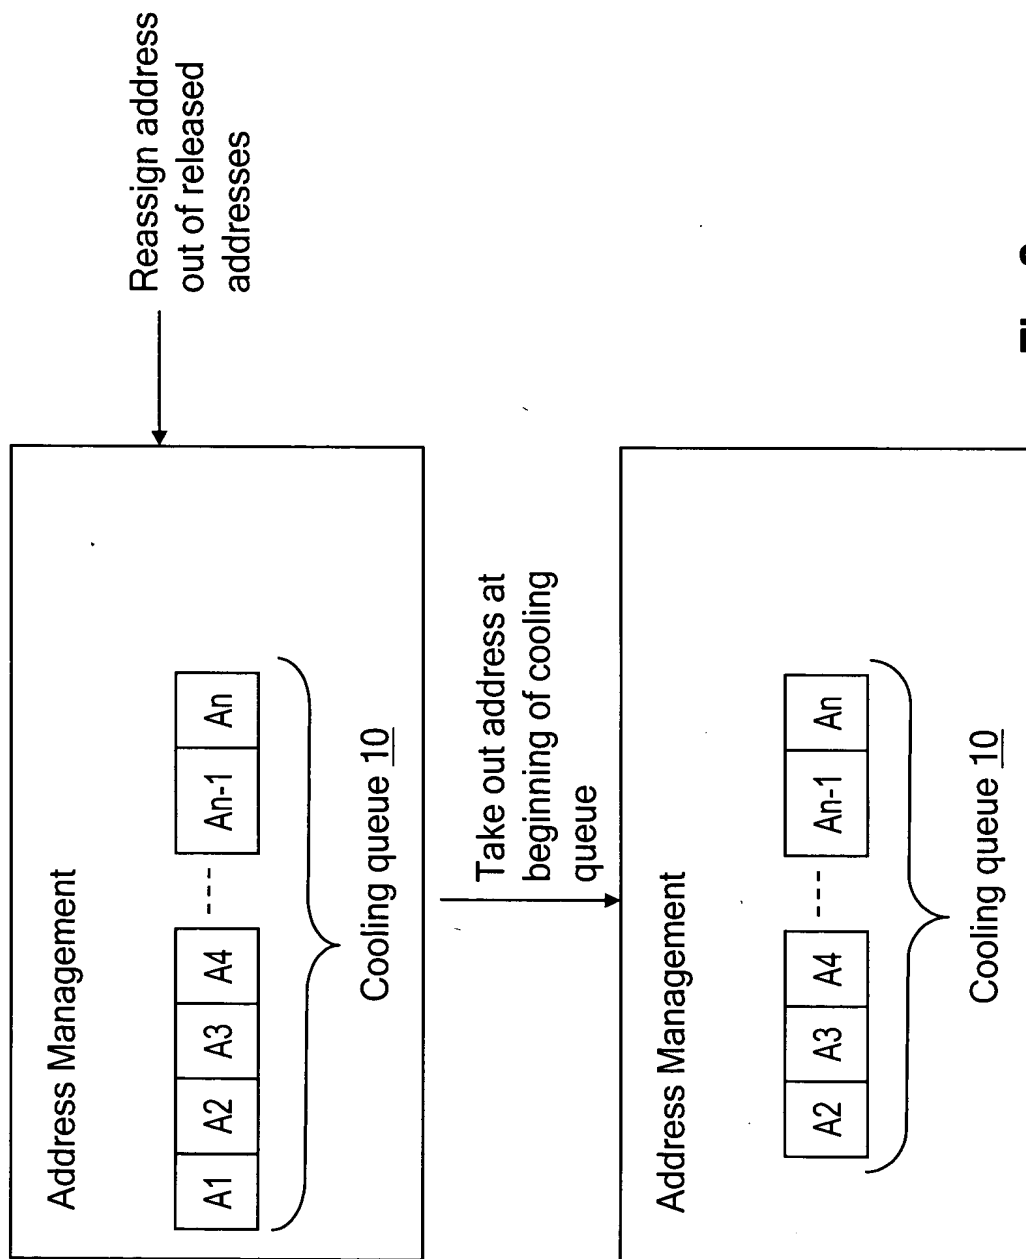 Reassign address
out of released
addresses
Address Management
A1 A2 A3 A4 ---- An-1 An
Cooling queue 10
Take out address at
beginning of cooling
queue
Address Management
A2 A3 A4 ---- An-1 An
Cooling queue 10